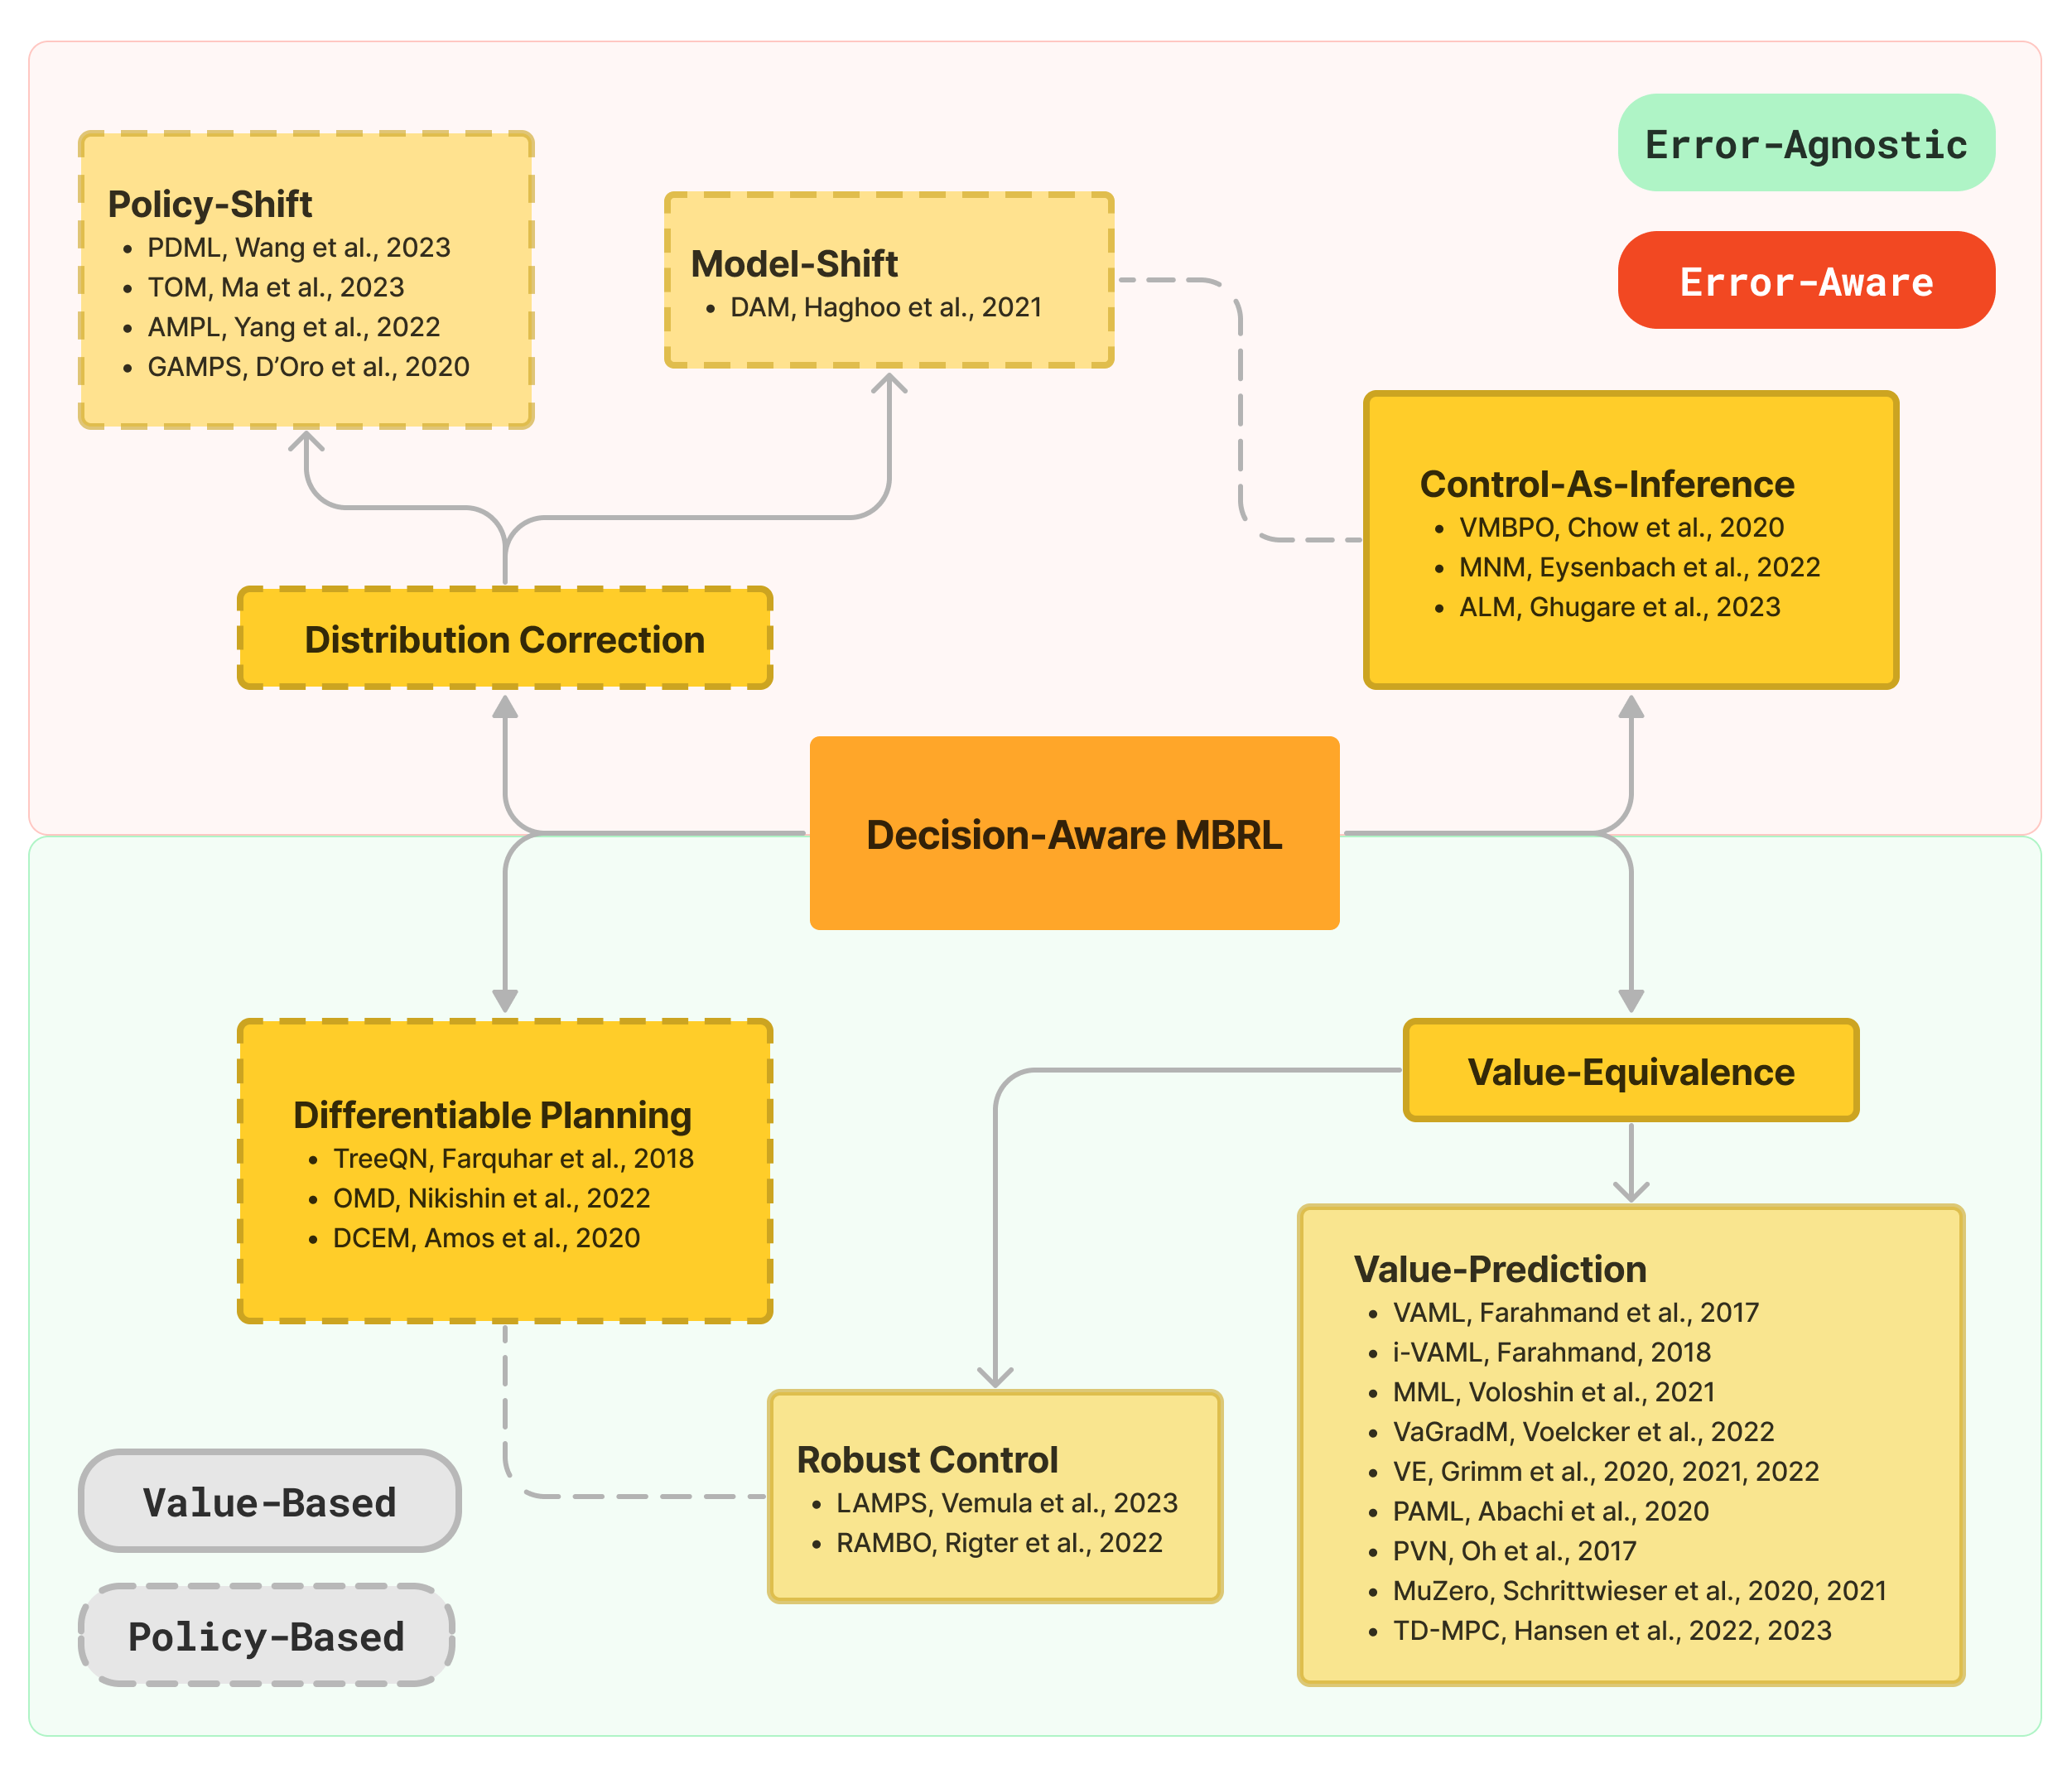 Error-Agnostic
Error-Aware
Policy-Shift
• PDML, Wang et al., 2023
• TOM, Ma et al., 2023
• AMPL, Yang et al., 2022
• GAMPS, D’Oro et al., 2020
Model-Shift
• DAM, Haghoo et al., 2021
Control-As-Inference
• VMBPO, Chow et al., 2020
• MNM, Eysenbach et al., 2022
• ALM, Ghugare et al., 2023
Distribution Correction
Decision-Aware MBRL
Differentiable Planning
• TreeQN, Farquhar et al., 2018
• OMD, Nikishin et al., 2022
• DCEM, Amos et al., 2020
Value-Equivalence
Value-Prediction
• VAML, Farahmand et al., 2017
• i-VAML, Farahmand, 2018
• MML, Voloshin et al., 2021
• VaGradM, Voelcker et al., 2022
• VE, Grimm et al., 2020, 2021, 2022
• PAML, Abachi et al., 2020
• PVN, Oh et al., 2017
• MuZero, Schrittwieser et al., 2020, 2021
• TD-MPC, Hansen et al., 2022, 2023
Robust Control
• LAMPS, Vemula et al., 2023
• RAMBO, Rigter et al., 2022
Value-Based
Policy-Based